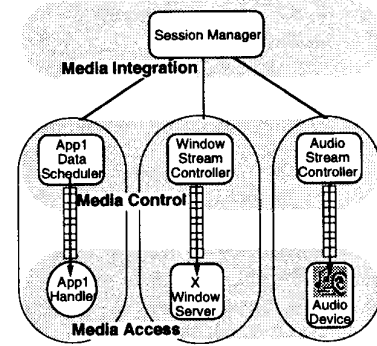 Session Manager
Media Integration
App1
Data
Scheduler
Window
Stream
Controller
Audio
Stream
Controller
Media Control
App1
Handler
X
Window
Server
Audio
Device
Media Access